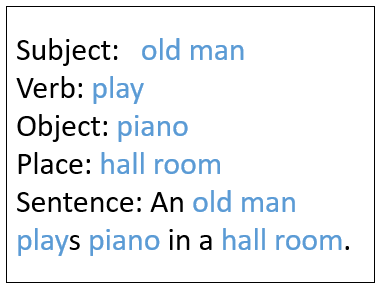 Subject: old man
Verb: play
Object: piano
Place: hall room
Sentence: An old man
plays piano in a hall room.